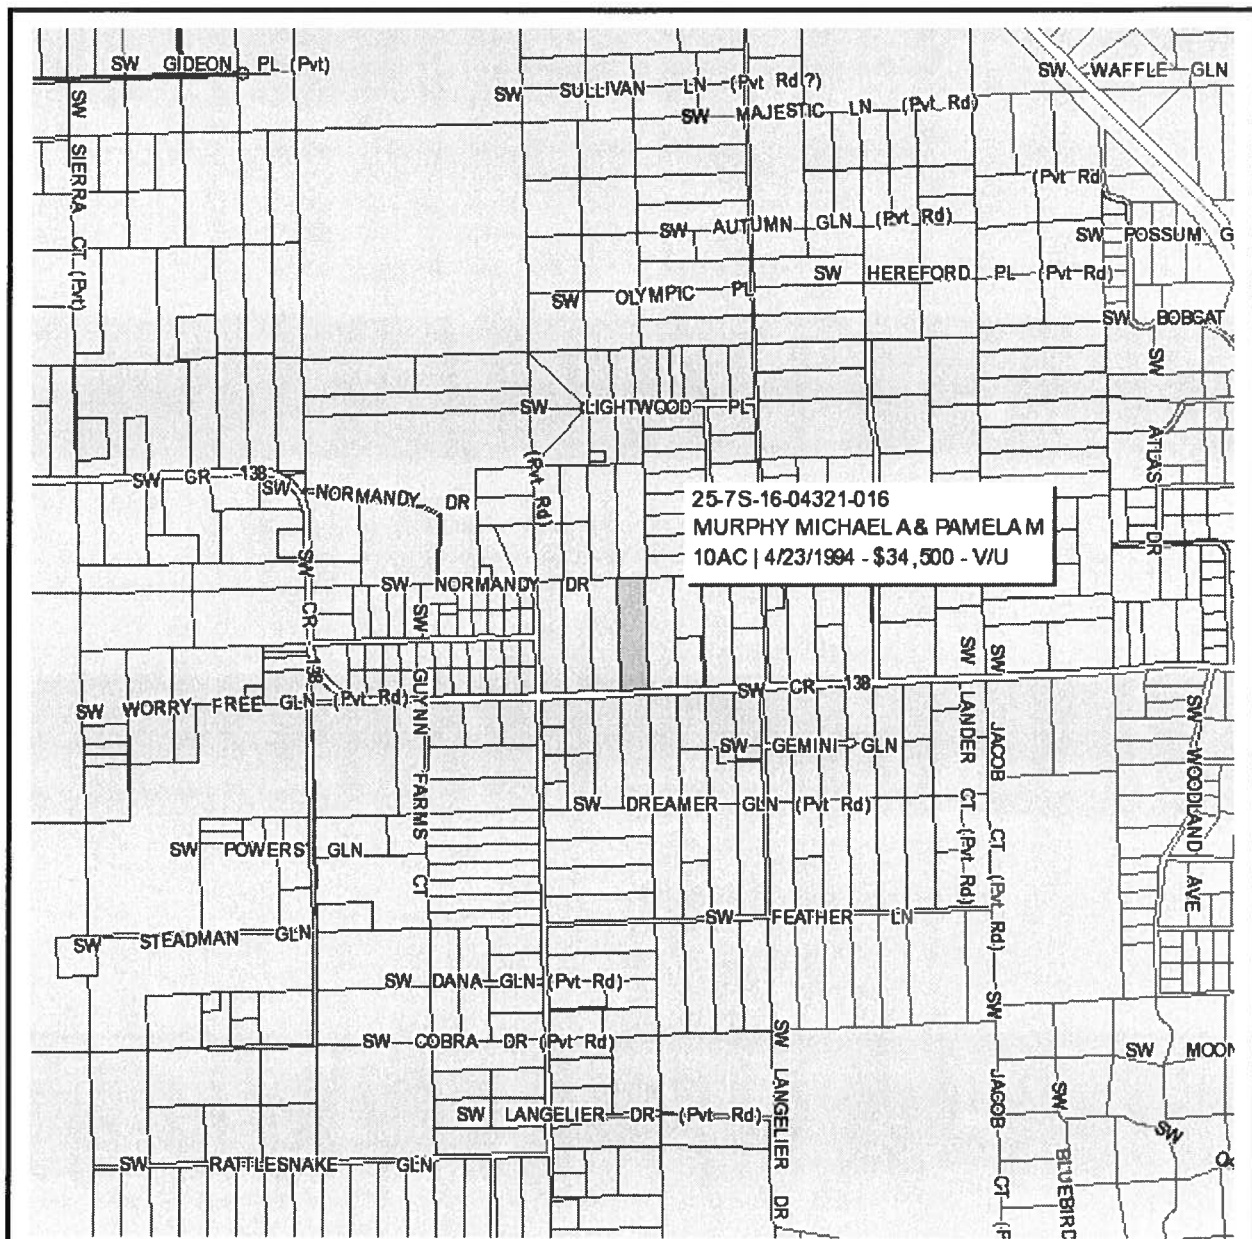 SW GIDEON PL (Pvt)
SW SULLIVAN LN (Pvt Rd?)
SW WAFFLE GLN
SW MAJESTIC LN (Pvt Rd)
SW SIERRA CT (Pvt)
(Pvt Rd)
SW AUTUMN GLN (Pvt Rd)
SW POSSUM G
SW HEREFORD PL (Pvt Rd)
SW OLYMPIC PL
SW BOBCAT
SW ATLAS DR
SW LIGHTWOOD PL
(Pvt Rd)
SW CR 138
SW NORMANDY DR
25-7S-16-04321-016
MURPHY MICHAEL A & PAMELA M
10AC | 4/23/1994 - $34,500 - V/U
SW CR 138
SW NORMANDY DR
SW GUYNN FARMS CT
SW LANDER CT (Pvt Rd)
SW JACOB CT (Pvt Rd)
SW CR 138
SW WORRY FREE GLN (Pvt Rd)
SW WOODLAND AVE
SW GEMINI GLN
SW DREAMER GLN (Pvt Rd)
SW POWERS GLN
SW FEATHER LN
SW STEADMAN GLN
SW DANA GLN (Pvt Rd)
SW JACOB CT (P
SW COBRA DR (Pvt Rd)
SW LANGELIER DR
SW MOON
SW BLUEBIRD
SW LANGELIER DR (Pvt Rd)
SW
SW RATTLESNAKE GLN